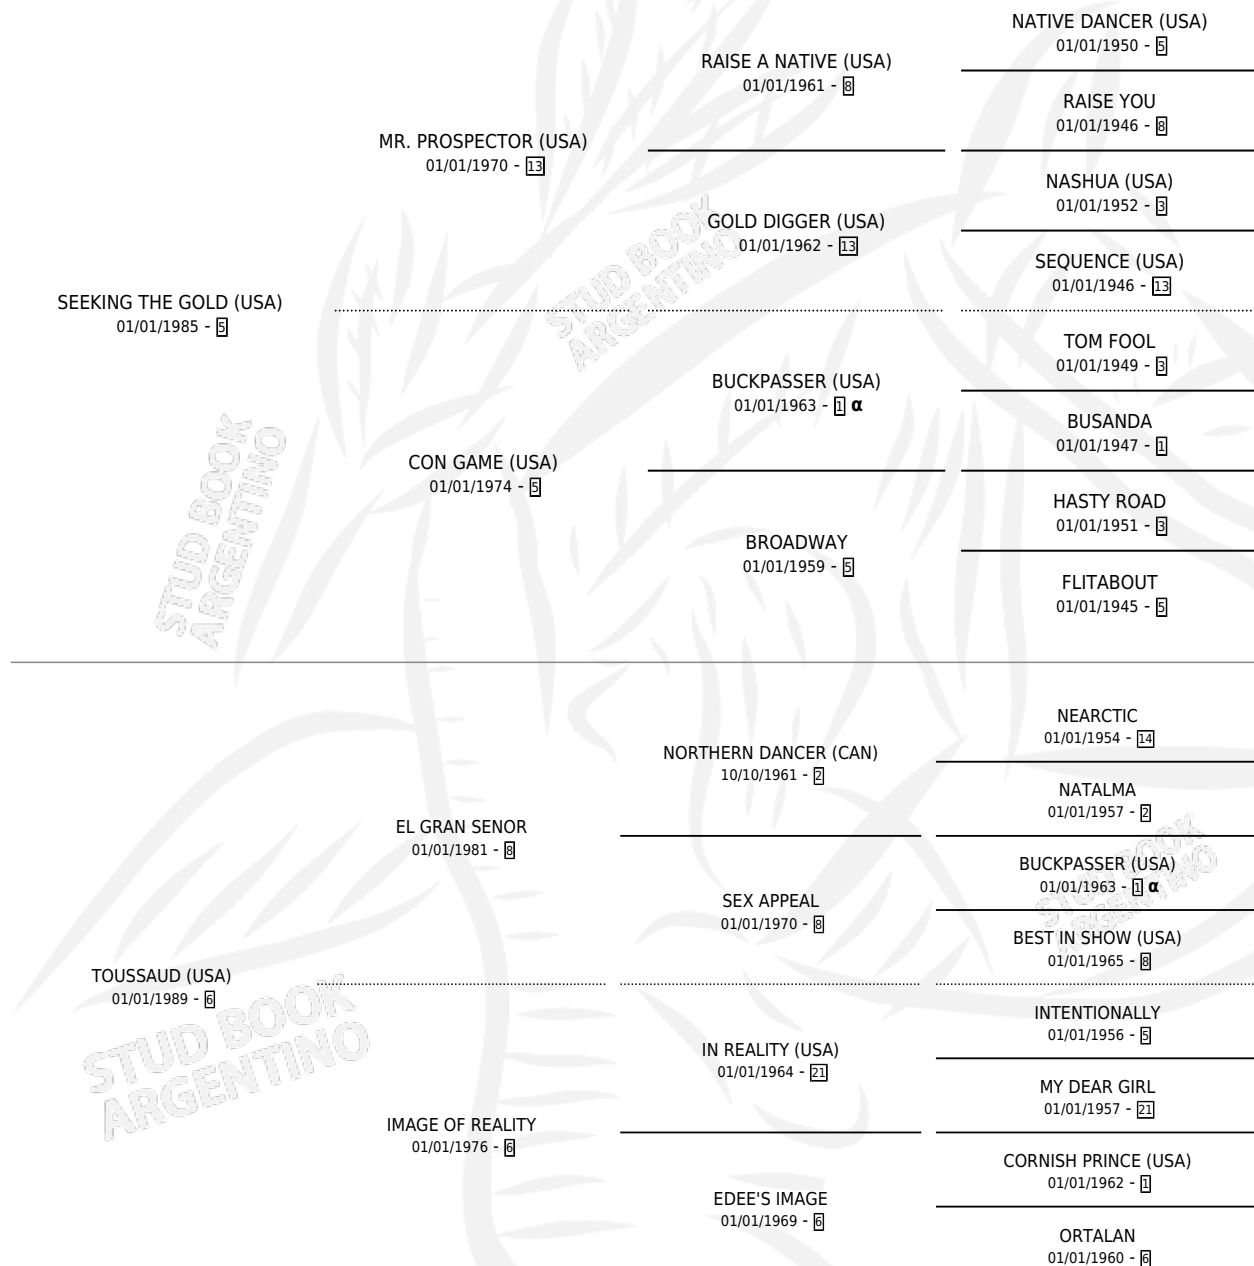 NATIVE DANCER (USA)
01/01/1950 - 5
RAISE A NATIVE (USA)
01/01/1961 - 8
RAISE YOU
01/01/1946 - 8
MR. PROSPECTOR (USA)
01/01/1970 - 13
NASHUA (USA)
01/01/1952 - 3
GOLD DIGGER (USA)
01/01/1962 - 13
SEQUENCE (USA)
01/01/1946 - 13
SEEKING THE GOLD (USA)
01/01/1985 - 5
TOM FOOL
01/01/1949 - 3
BUCKPASSER (USA)
01/01/1963 - 1 α
BUSANDA
01/01/1947 - 1
CON GAME (USA)
01/01/1974 - 5
HASTY ROAD
01/01/1951 - 3
BROADWAY
01/01/1959 - 5
FLITABOUT
01/01/1945 - 5
NEARCTIC
01/01/1954 - 14
NORTHERN DANCER (CAN)
10/10/1961 - 2
NATALMA
01/01/1957 - 2
EL GRAN SENOR
01/01/1981 - 8
BUCKPASSER (USA)
01/01/1963 - 1 α
SEX APPEAL
01/01/1970 - 8
BEST IN SHOW (USA)
01/01/1965 - 8
TOUSSAUD (USA)
01/01/1989 - 6
INTENTIONALLY
01/01/1956 - 5
IN REALITY (USA)
01/01/1964 - 21
MY DEAR GIRL
01/01/1957 - 21
IMAGE OF REALITY
01/01/1976 - 6
CORNISH PRINCE (USA)
01/01/1962 - 1
EDEE'S IMAGE
01/01/1969 - 6
ORTALAN
01/01/1960 - 6
STUD BOOK
ARGENTINO
STUD BOOK
ARGENTINO
STUD BOOK
ARGENTINO
STUD BOOK
ARGENTINO